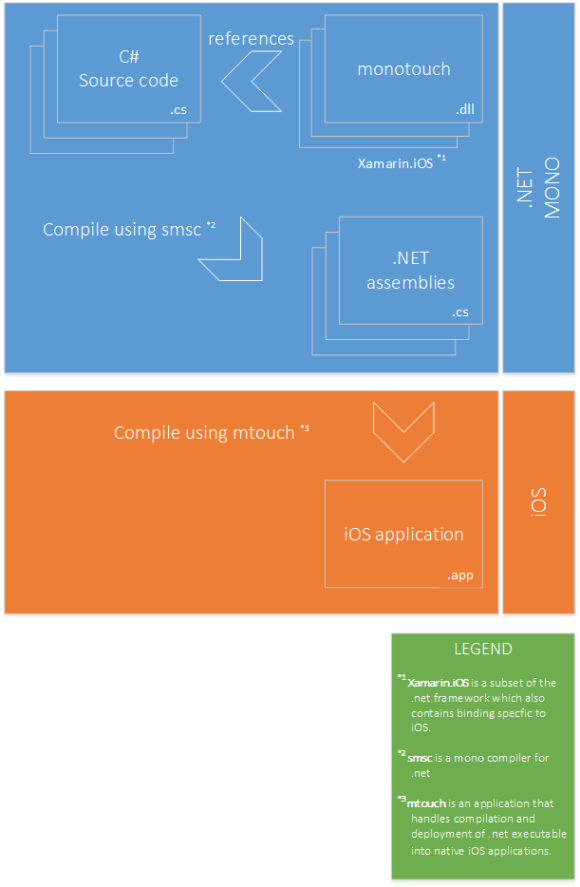 C#
Source code
.cs
references
monotouch
.dll
Xamarin.iOS *1
Compile using smsc *2
.NET
assemblies
.cs
.NET
MONO
Compile using mtouch *3
iOS application
.app
iOS
LEGEND
*1 Xamarin.iOS is a subset of the
.net framework which also
contains binding specfic to
iOS.
*2 smsc is a mono compiler for
.net
*3 mtouch is an application that
handles compilation and
deployment of .net executable
into native iOS applications.